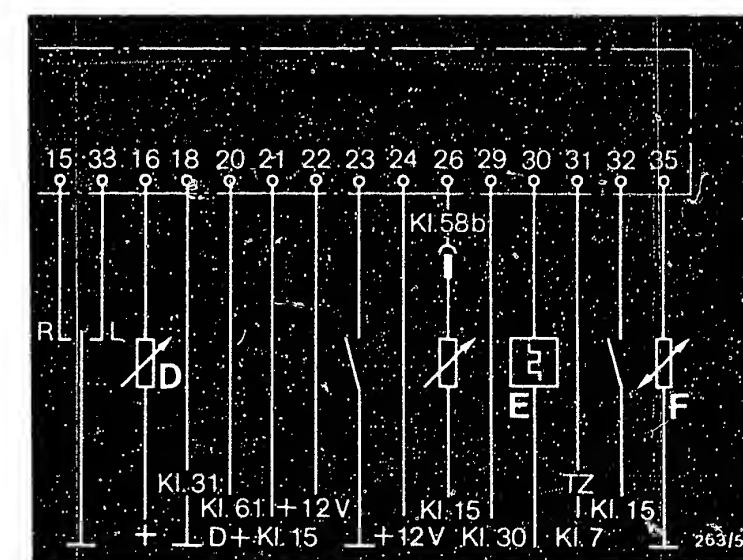 15 33 16 18 20 21 22 23 24 26 29 30 31 32 35
Kl.58b
R L
D
E
F
Kl.31 TZ
Kl.61 +12V Kl.15 Kl.15
+ D+ Kl.15 +12V Kl.30 Kl.7
263/5